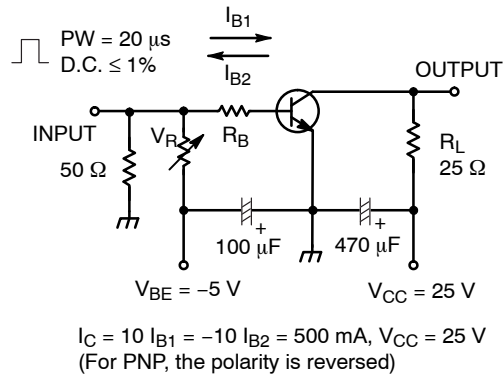 I_B1
PW = 20 μs
D.C. ≤ 1%
I_B2
OUTPUT
INPUT
V_R
R_B
R_L
50 Ω
25 Ω
+
+
100 μF
470 μF
V_BE = −5 V
V_CC = 25 V
I_C = 10 I_B1 = −10 I_B2 = 500 mA, V_CC = 25 V
(For PNP, the polarity is reversed)